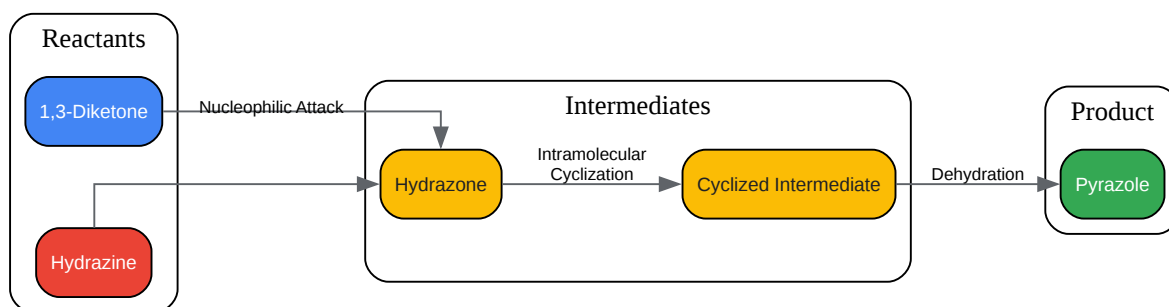 Reactants
1,3-Diketone
Hydrazine
Nucleophilic Attack
Intermediates
Hydrazone
Intramolecular
Cyclization
Cyclized Intermediate
Dehydration
Product
Pyrazole